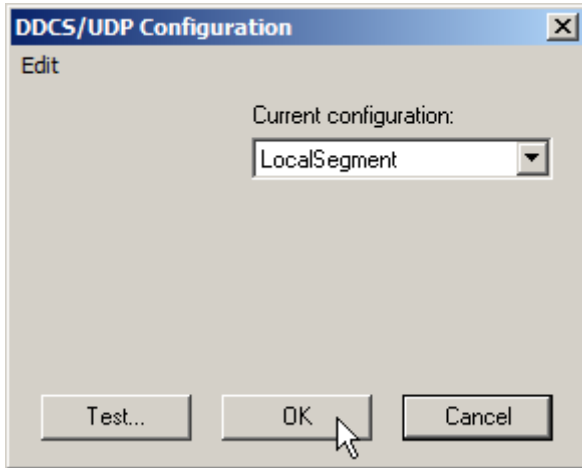 DDCS/UDP Configuration
Edit
Current configuration:
LocalSegment
Test... OK Cancel